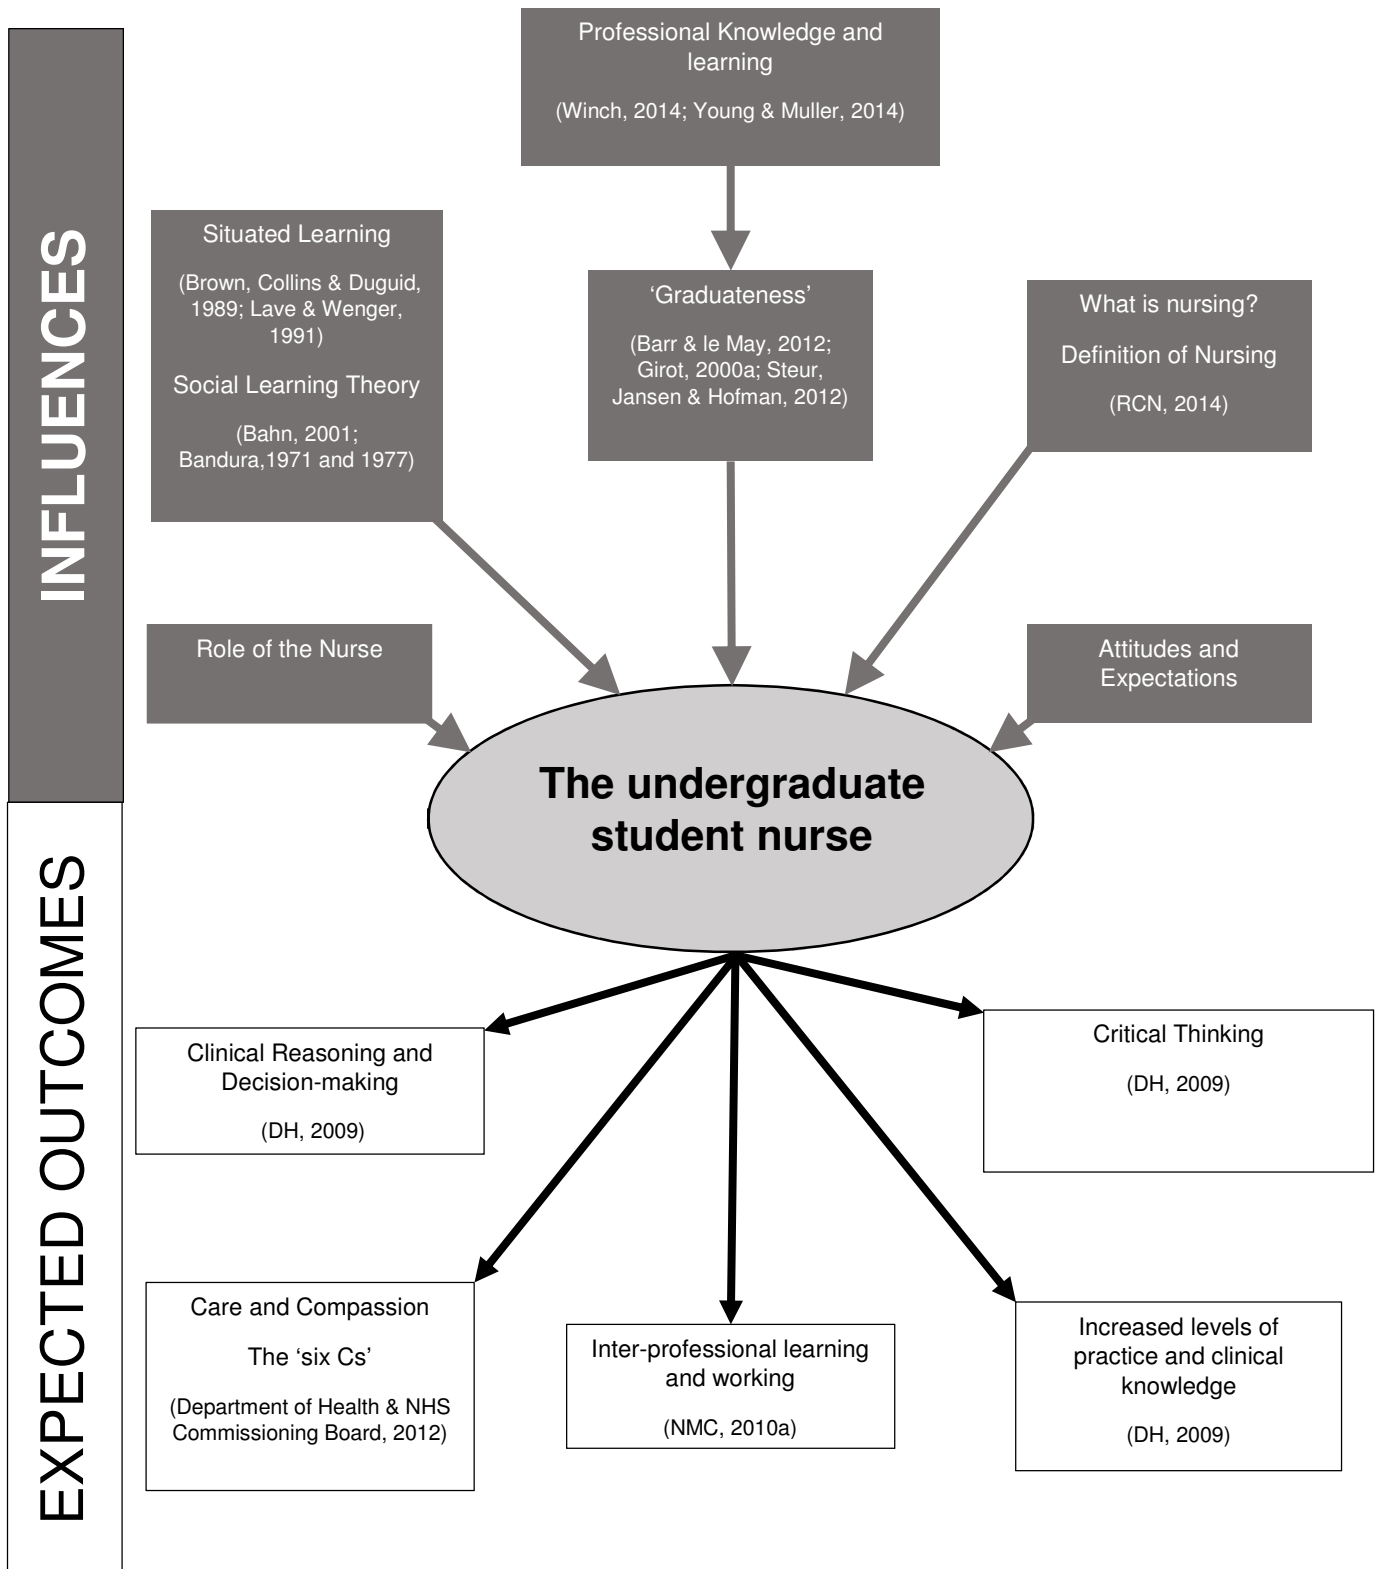 Professional Knowledge and
learning
(Winch, 2014; Young & Muller, 2014)
INFLUENCES
Situated Learning
(Brown, Collins & Duguid,
1989; Lave & Wenger,
1991)
Social Learning Theory
(Bahn, 2001;
Bandura,1971 and 1977)
‘Graduateness’
(Barr & le May, 2012;
Girot, 2000a; Steur,
Jansen & Hofman, 2012)
What is nursing?
Definition of Nursing
(RCN, 2014)
Role of the Nurse
Attitudes and
Expectations
The undergraduate
student nurse
EXPECTED OUTCOMES
Clinical Reasoning and
Decision-making
(DH, 2009)
Critical Thinking
(DH, 2009)
Care and Compassion
The ‘six Cs’
(Department of Health & NHS
Commissioning Board, 2012)
Inter-professional learning
and working
(NMC, 2010a)
Increased levels of
practice and clinical
knowledge
(DH, 2009)